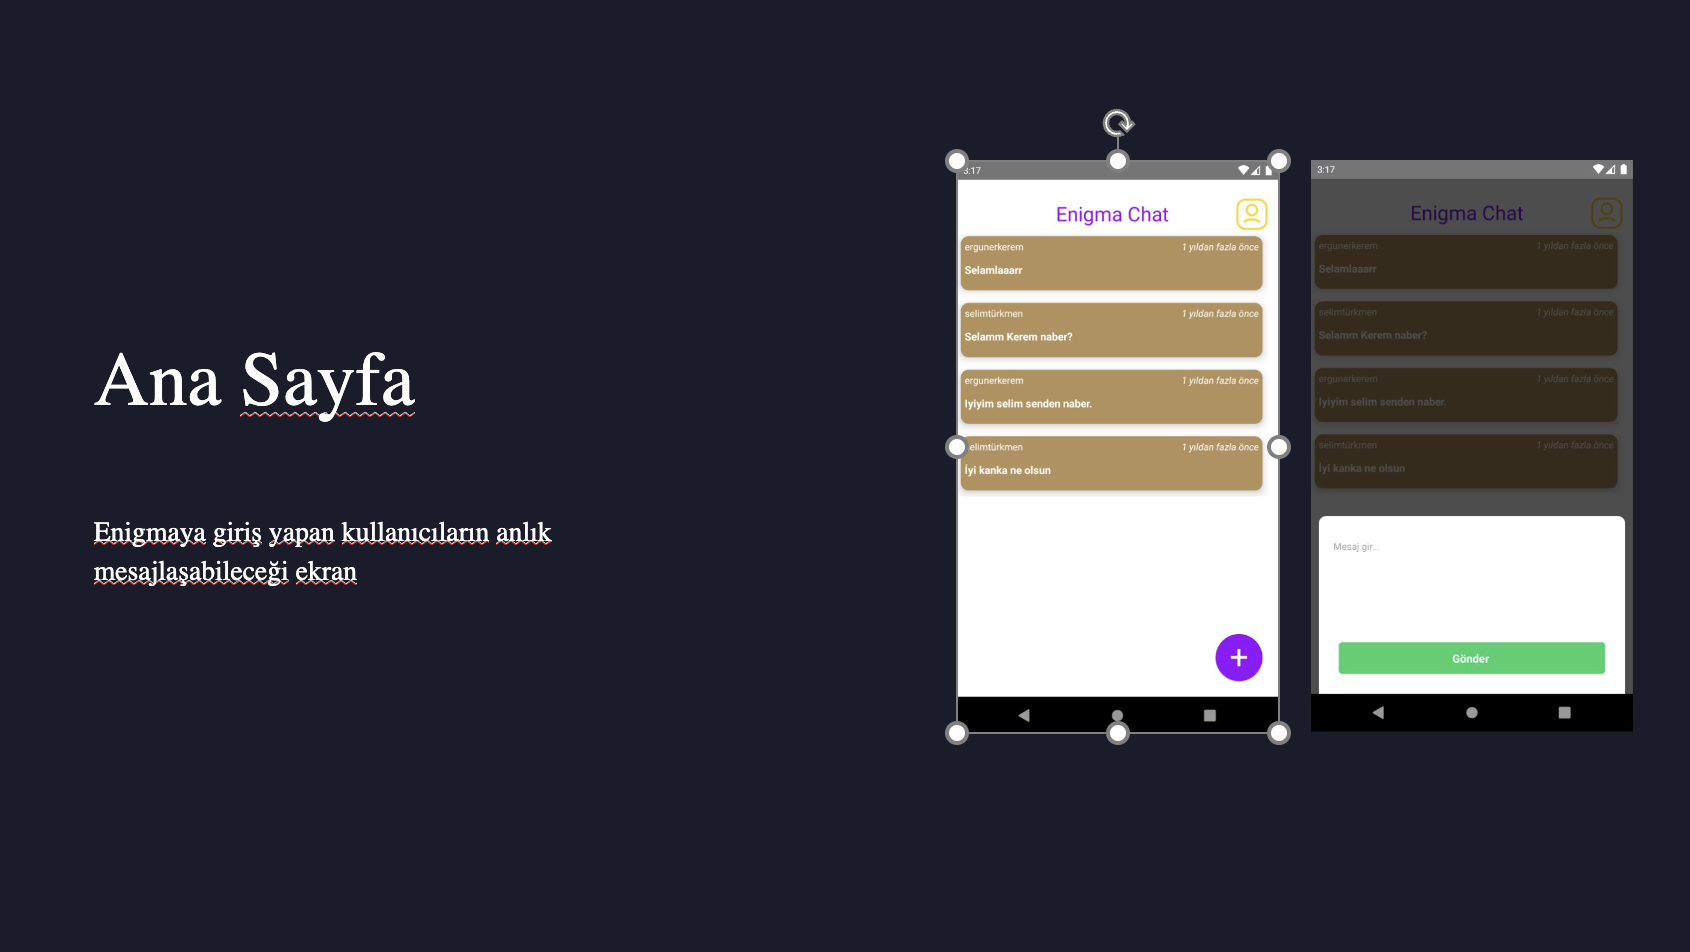 Ana Sayfa
Enigmaya giriş yapan kullanıcıların anlık
mesajlaşabileceği ekran
3:17
Enigma Chat
ergunerkerem 1 yıldan fazla önce
Selamlaaarr
selimtürkmen 1 yıldan fazla önce
Selamm Kerem naber?
ergunerkerem 1 yıldan fazla önce
Iyiyim selim senden naber.
selimtürkmen 1 yıldan fazla önce
İyi kanka ne olsun
3:17
Enigma Chat
ergunerkerem 1 yıldan fazla önce
Selamlaaarr
selimtürkmen 1 yıldan fazla önce
Selamm Kerem naber?
ergunerkerem 1 yıldan fazla önce
Iyiyim selim senden naber.
selimtürkmen 1 yıldan fazla önce
İyi kanka ne olsun
Mesaj gir...
Gönder